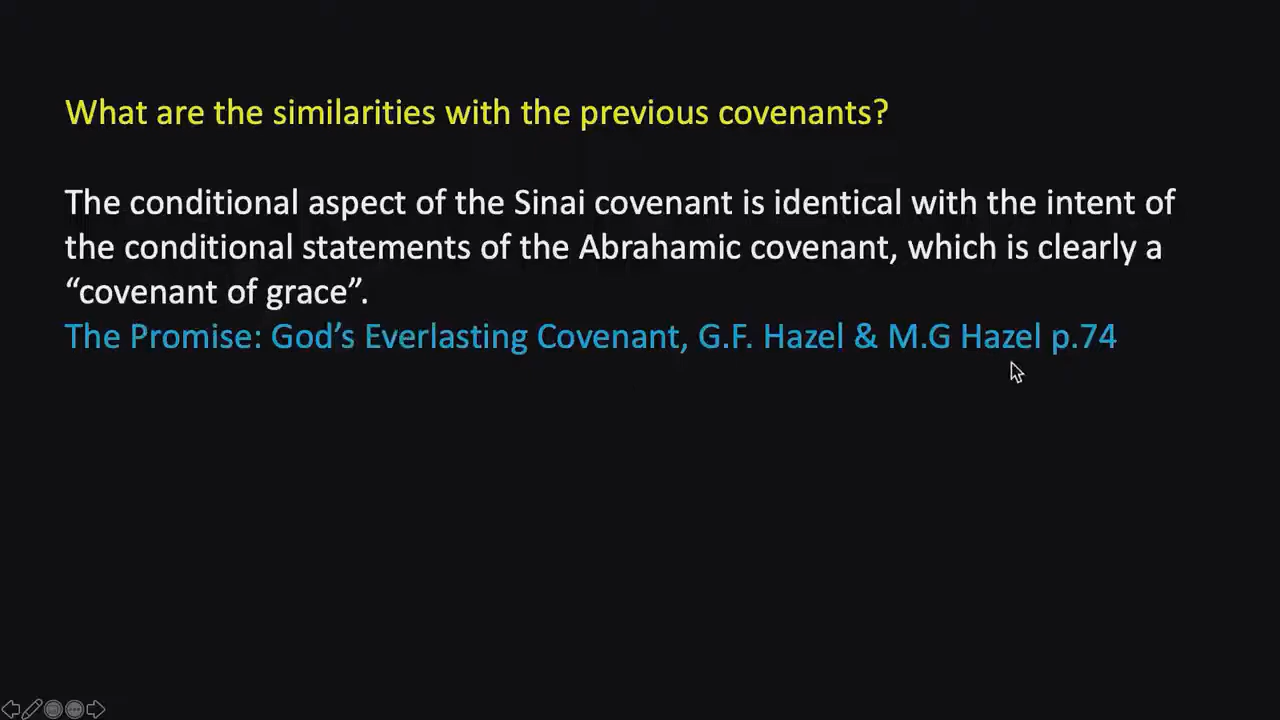 What are the similarities with the previous covenants?
The conditional aspect of the Sinai covenant is identical with the intent of
the conditional statements of the Abrahamic covenant, which is clearly a
“covenant of grace”.
The Promise: God’s Everlasting Covenant, G.F. Hazel & M.G Hazel p.74